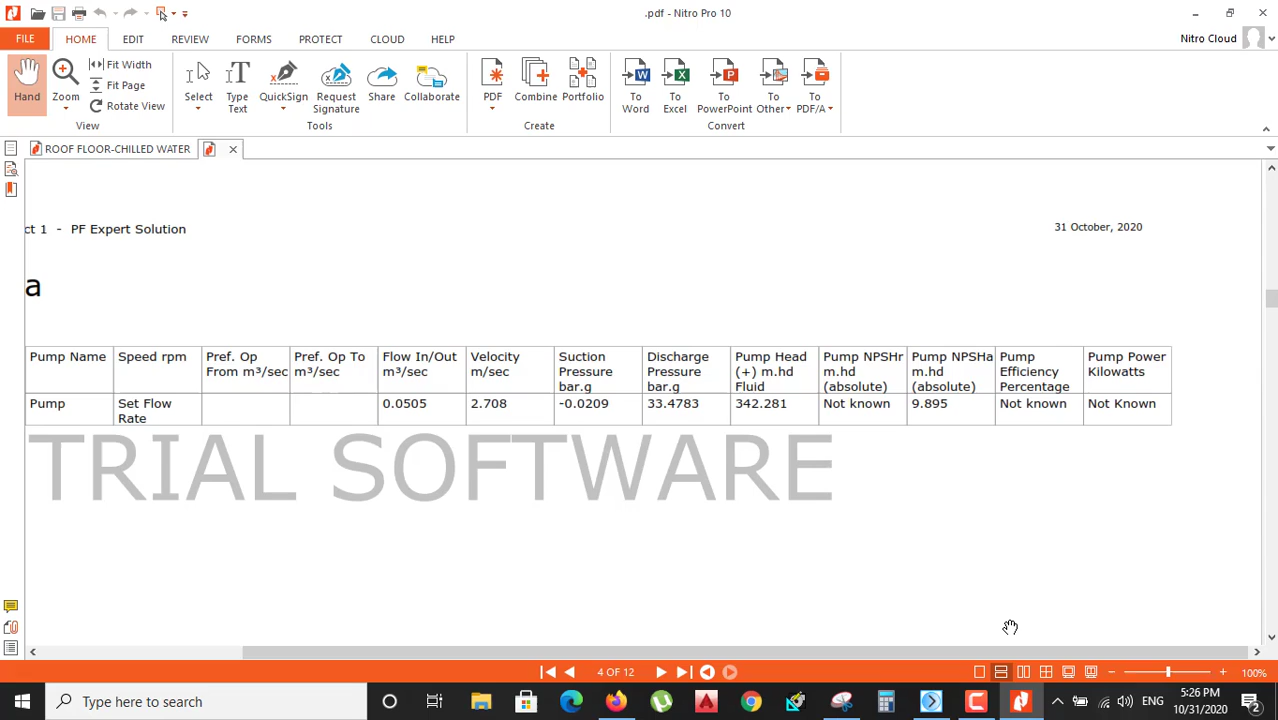 .pdf - Nitro Pro 10
FILE HOME EDIT REVIEW FORMS PROTECT CLOUD HELP Nitro Cloud
Hand
Zoom
Fit Width
Fit Page
Rotate View
View
Select
Type Text
QuickSign
Request Signature
Share
Collaborate
Tools
PDF
Combine
Portfolio
Create
To Word
To Excel
To PowerPoint
To Other
To PDF/A
Convert
ROOF FLOOR-CHILLED WATER
ct 1 - PF Expert Solution 31 October, 2020
a
Pump Name Speed rpm Pref. Op From m³/sec Pref. Op To m³/sec Flow In/Out m³/sec Velocity m/sec Suction Pressure bar.g Discharge Pressure bar.g Pump Head (+) m.hd Fluid Pump NPSHr m.hd (absolute) Pump NPSHa m.hd (absolute) Pump Efficiency Percentage Pump Power Kilowatts
Pump Set Flow Rate 0.0505 2.708 -0.0209 33.4783 342.281 Not known 9.895 Not known Not Known
TRIAL SOFTWARE
4 OF 12 100%
Type here to search ENG 5:26 PM 10/31/2020 2